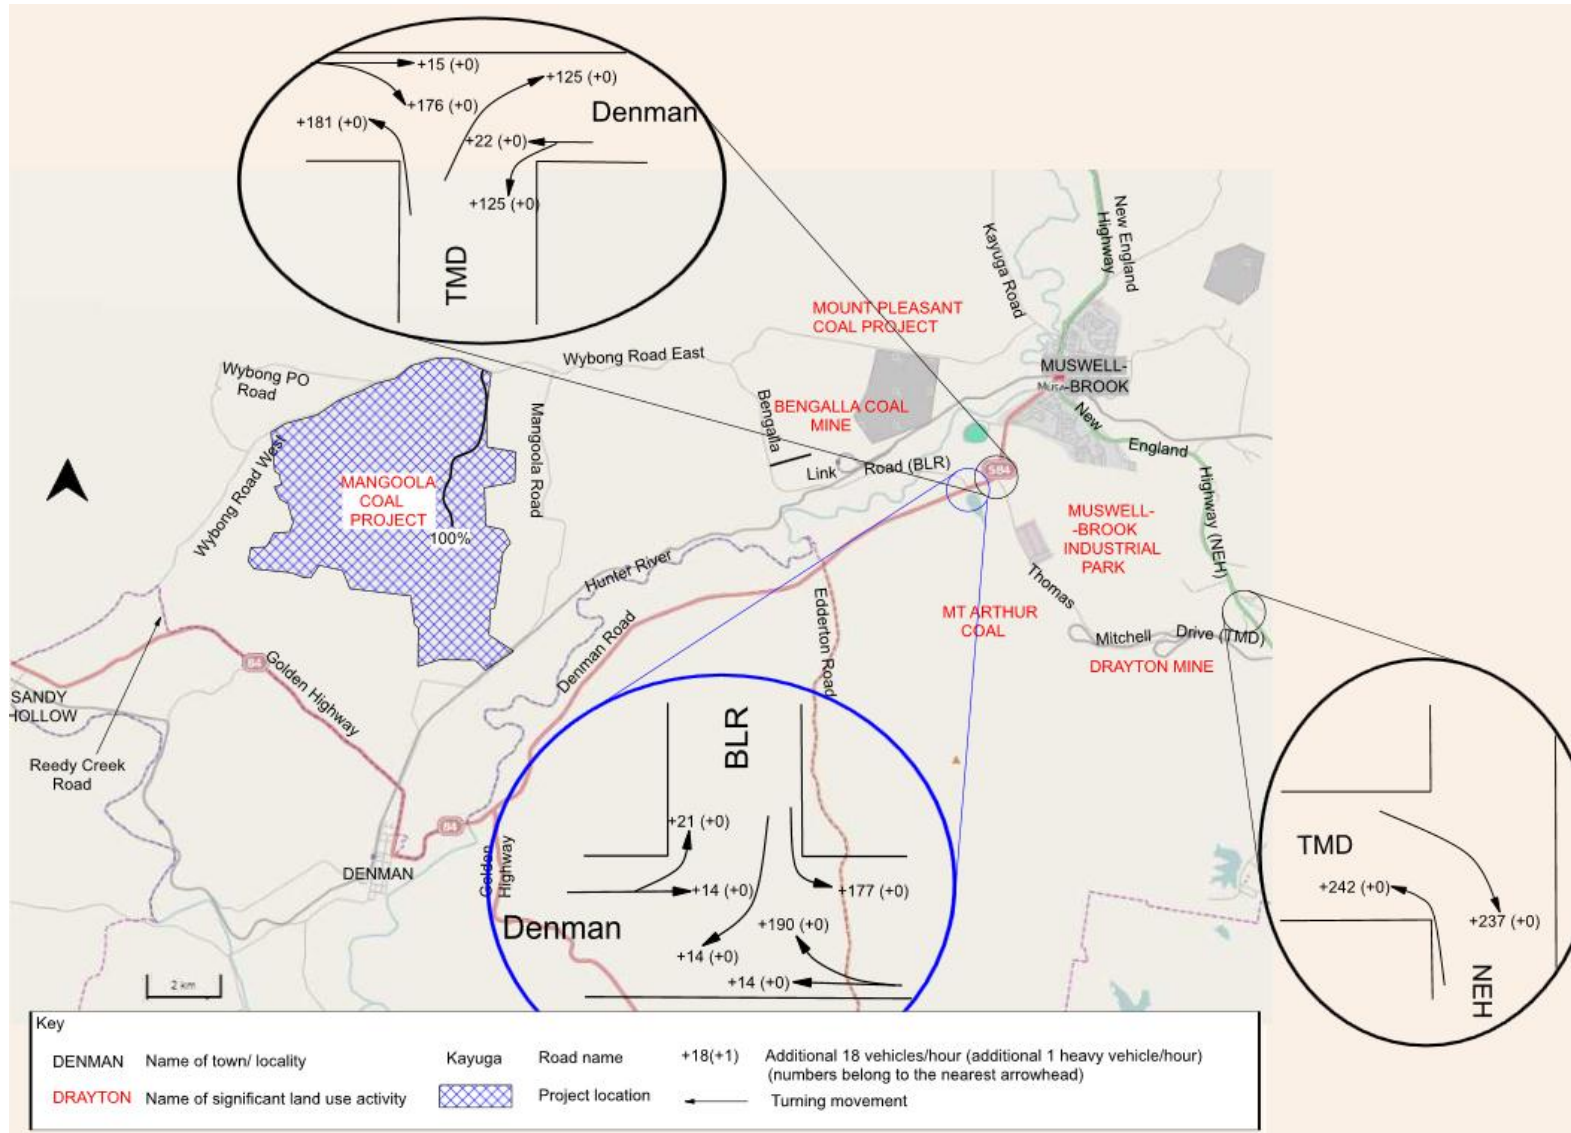 +15 (+0)
+125 (+0)
+176 (+0)
Denman
+181 (+0)
+22 (+0)
+125 (+0)
TMD
New England
Highway
Kayuga Road
MOUNT PLEASANT
COAL PROJECT
Wybong Road East
Wybong PO
Road
MUSWELL-
-BROOK
Bengalla
BENGALLA COAL
MINE
Mangoola Road
New
England
Highway (NEH)
Link Road (BLR)
S84
Wybong Road West
MANGOOLA
COAL
PROJECT
100%
MUSWELL-
-BROOK
INDUSTRIAL
PARK
Hunter River
Thomas
Mitchell Drive (TMD)
MT ARTHUR
COAL
DRAYTON MINE
Edderton Road
Denman Road
84
Golden Highway
SANDY
HOLLOW
Reedy Creek
Road
84
DENMAN
Golden
Highway
BLR
+21 (+0)
+14 (+0)
+177 (+0)
Denman
+190 (+0)
+14 (+0)
+14 (+0)
TMD
+242 (+0)
+237 (+0)
NEH
2 km
Key
DENMAN Name of town/ locality
Kayuga Road name
+18(+1) Additional 18 vehicles/hour (additional 1 heavy vehicle/hour)
(numbers belong to the nearest arrowhead)
DRAYTON Name of significant land use activity
Project location
Turning movement